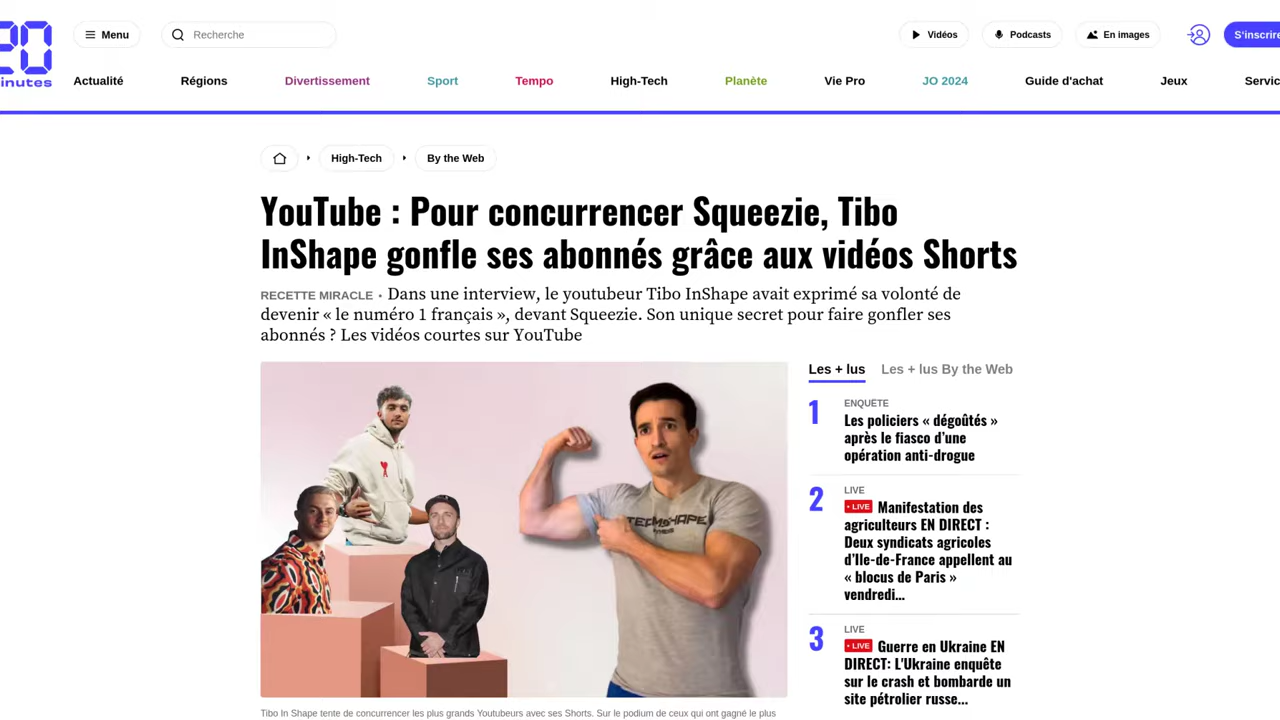 20
minutes
Menu
Recherche
Vidéos
Podcasts
En images
S'inscrire
Actualité
Régions
Divertissement
Sport
Tempo
High-Tech
Planète
Vie Pro
JO 2024
Guide d'achat
Jeux
Servic
High-Tech
By the Web
YouTube : Pour concurrencer Squeezie, Tibo
InShape gonfle ses abonnés grâce aux vidéos Shorts
RECETTE MIRACLE • Dans une interview, le youtubeur Tibo InShape avait exprimé sa volonté de
devenir « le numéro 1 français », devant Squeezie. Son unique secret pour faire gonfler ses
abonnés ? Les vidéos courtes sur YouTube
TEAMSHAPE
Tibo In Shape tente de concurrencer les plus grands Youtubeurs avec ses Shorts. Sur le podium de ceux qui ont gagné le plus
Les + lus
Les + lus By the Web
1
ENQUÊTE
Les policiers « dégoûtés »
après le fiasco d'une
opération anti-drogue
2
LIVE
• LIVE Manifestation des
agriculteurs EN DIRECT :
Deux syndicats agricoles
d'Ile-de-France appellent au
« blocus de Paris »
vendredi...
3
LIVE
• LIVE Guerre en Ukraine EN
DIRECT: L'Ukraine enquête
sur le crash et bombarde un
site pétrolier russe...